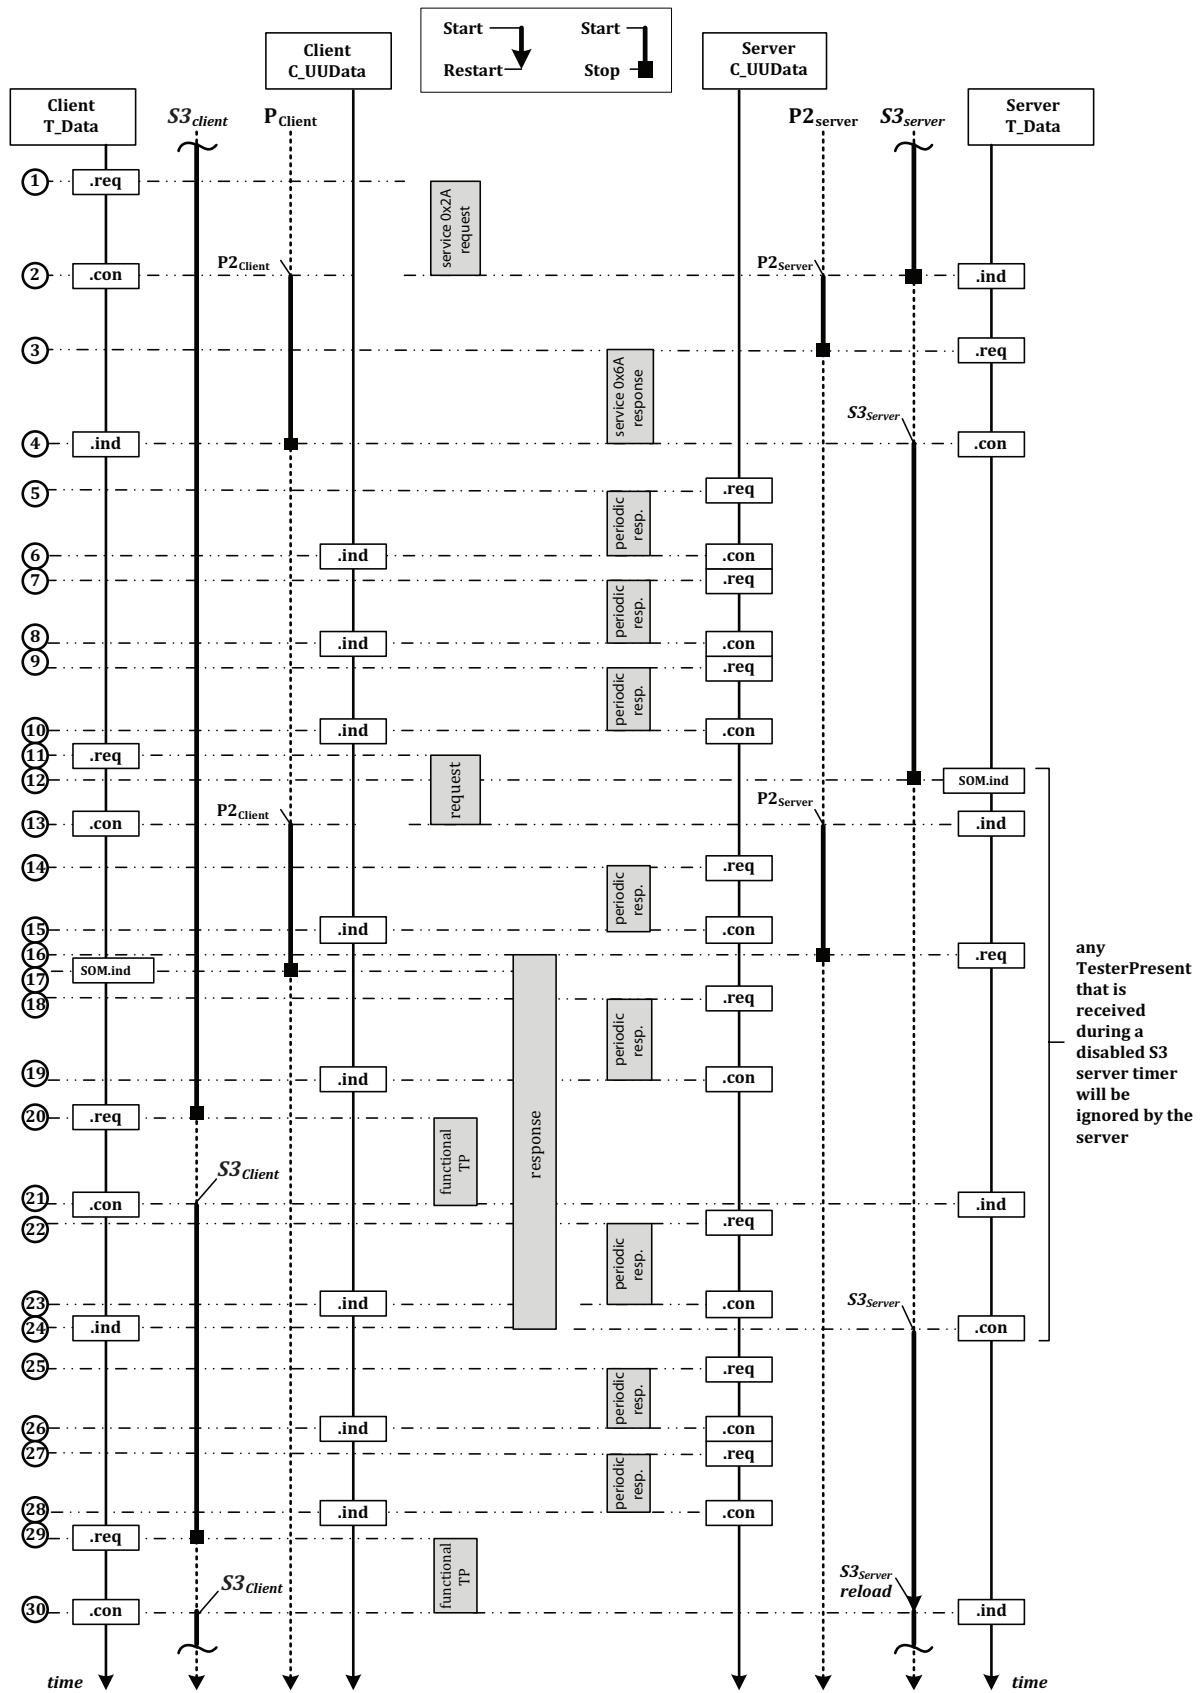 Start
Start
Restart
Stop
Client
C_UUData
Server
C_UUData
Client
T_Data
S3client
PClient
P2server
S3server
Server
T_Data
1
.req
service 0x2A
request
2
.con
P2Client
P2Server
.ind
3
.req
service 0x6A
response
S3Server
4
.ind
.con
5
.req
periodic
resp.
6
.ind
.con
7
.req
periodic
resp.
8
.ind
.con
9
.req
periodic
resp.
10
.ind
.con
11
.req
request
12
SOM.ind
13
.con
P2Client
P2Server
.ind
14
.req
periodic
resp.
15
.ind
.con
16
.req
17
SOM.ind
18
.req
response
periodic
resp.
19
.ind
.con
20
.req
functional
TP
S3Client
21
.con
.ind
22
.req
periodic
resp.
23
.ind
.con
S3Server
24
.ind
.con
any
TesterPresent
that is
received
during a
disabled S3
server timer
will be
ignored by the
server
25
.req
periodic
resp.
26
.ind
.con
27
.req
periodic
resp.
28
.ind
.con
29
.req
functional
TP
S3Client
S3Server
reload
30
.con
.ind
time
time